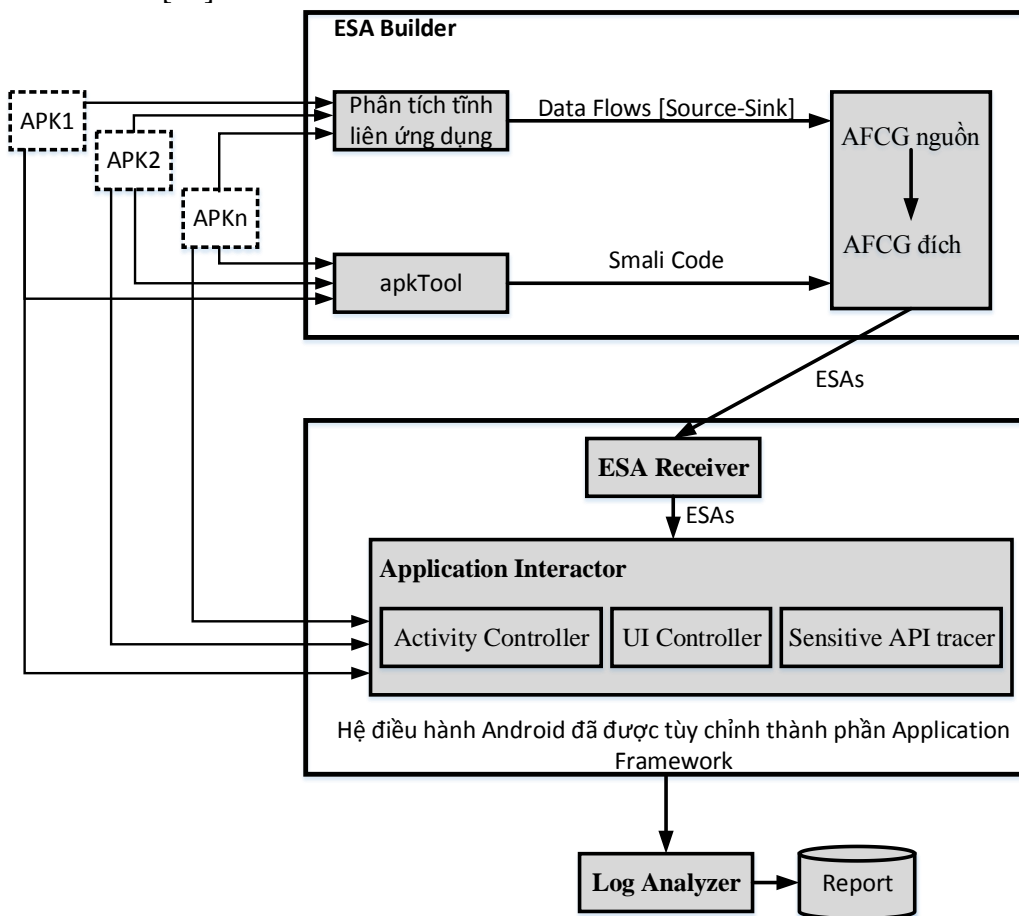 ESA Builder
APK1
APK2
APKn
Phân tích tĩnh
liên ứng dụng
Data Flows [Source-Sink]
AFCG nguồn
AFCG đích
apkTool
Smali Code
ESAs
ESA Receiver
ESAs
Application Interactor
Activity Controller
UI Controller
Sensitive API tracer
Hệ điều hành Android đã được tùy chỉnh thành phần Application
Framework
Log Analyzer
Report